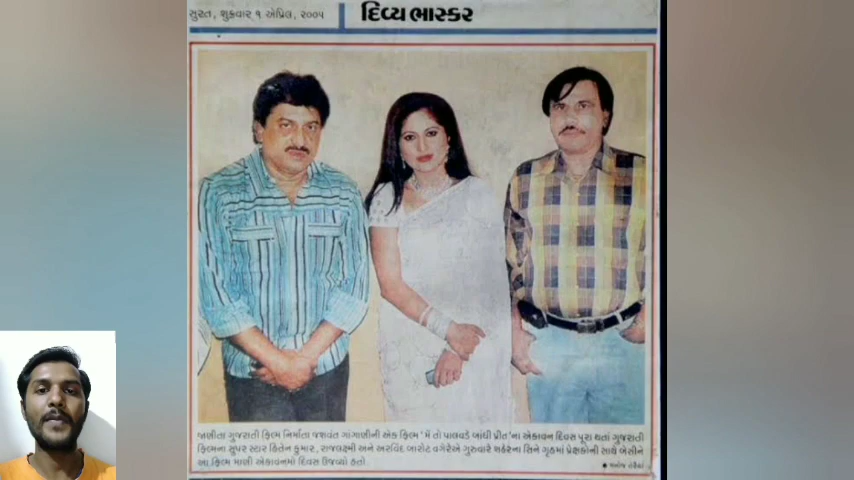 સુરત, શુક્રવાર ૧ એપ્રિલ, ૨૦૦૫
દિવ્ય ભાસ્કર
જાણીતા ગુજરાતી ફિલ્મ નિર્માતા જશવંત ગાંગાણીની એક ફિલ્મ 'મેં તો પાલવડે બાંધી પ્રીત'ના એકાવન દિવસ પૂરા થતાં ગુજરાતી
ફિલ્મના સુપર સ્ટાર હિતેન કુમાર, રાજલક્ષ્મી અને અરવિંદ બારોટ વગેરેએ ગુરુવારે શહેરના સિને ગૃહમાં પ્રેક્ષકોની સાથે બેસીને
આ ફિલ્મ માણી એકાવનમો દિવસ ઉજવ્યો હતો.